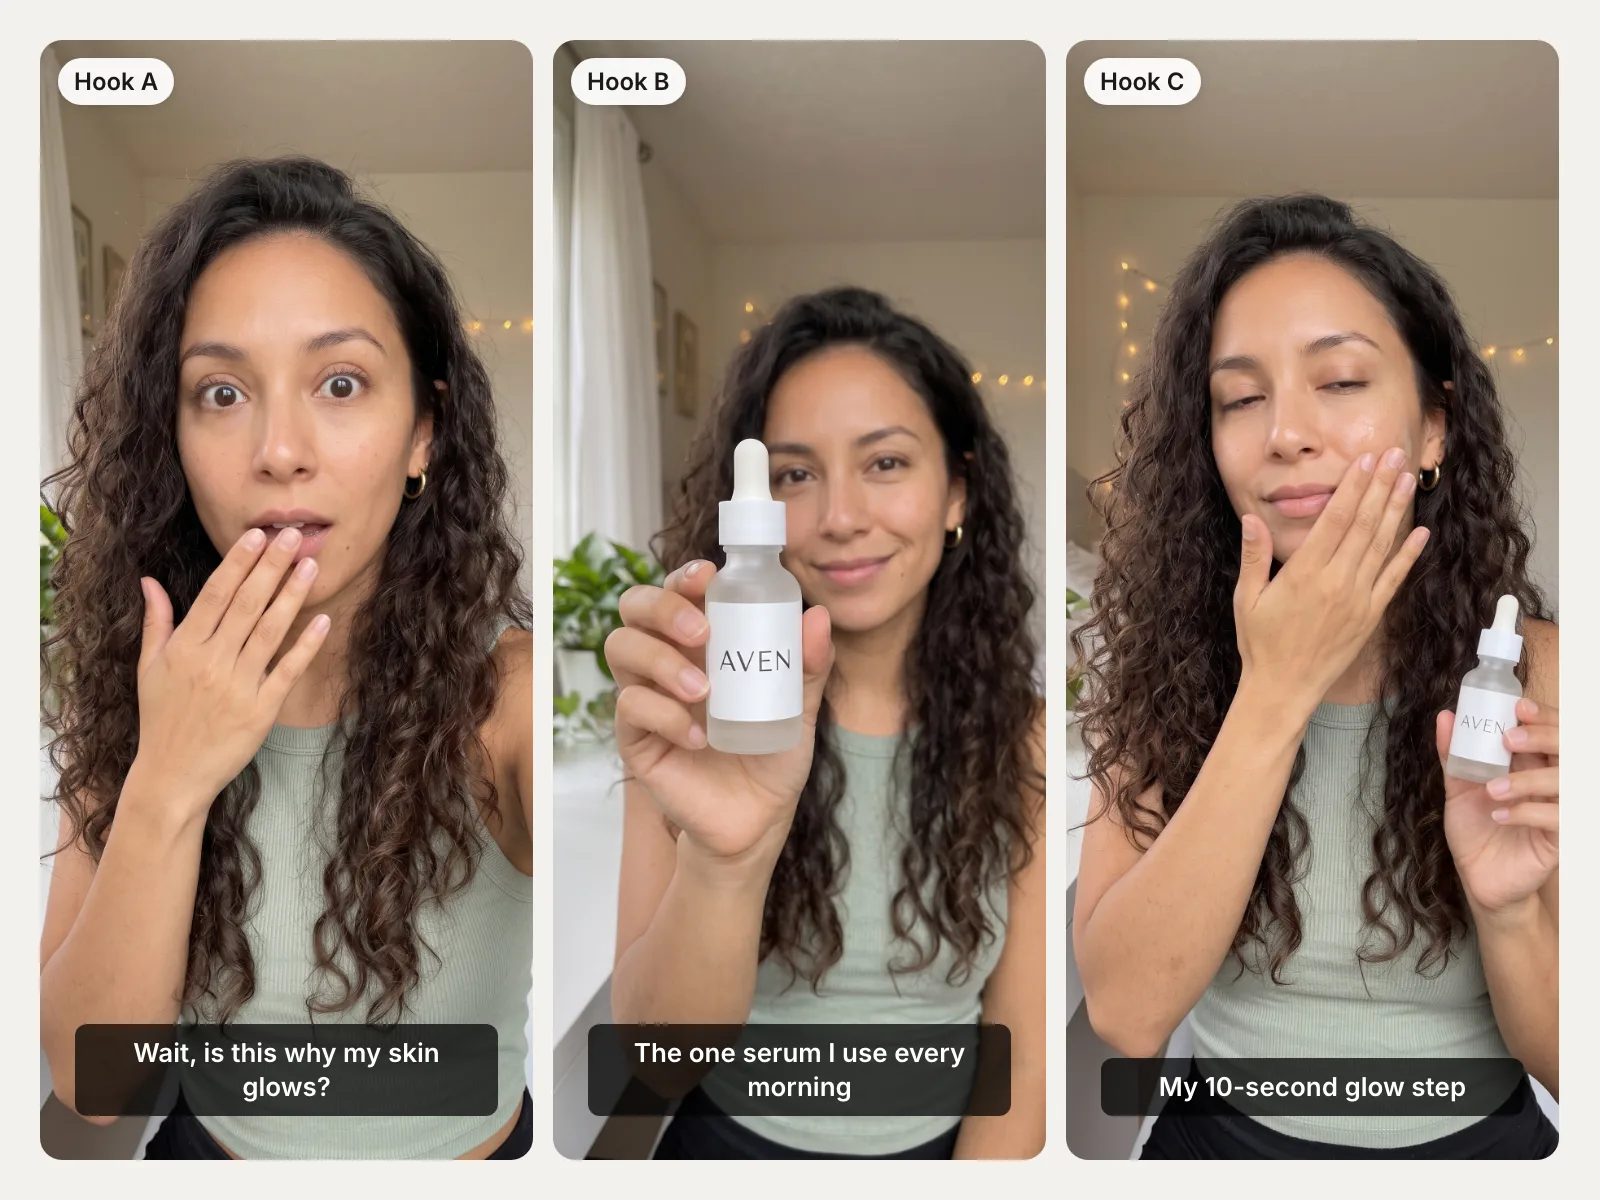 Hook A
Wait, is this why my skin
glows?
Hook B
AVEN
The one serum I use every
morning
Hook C
AVEN
My 10-second glow step